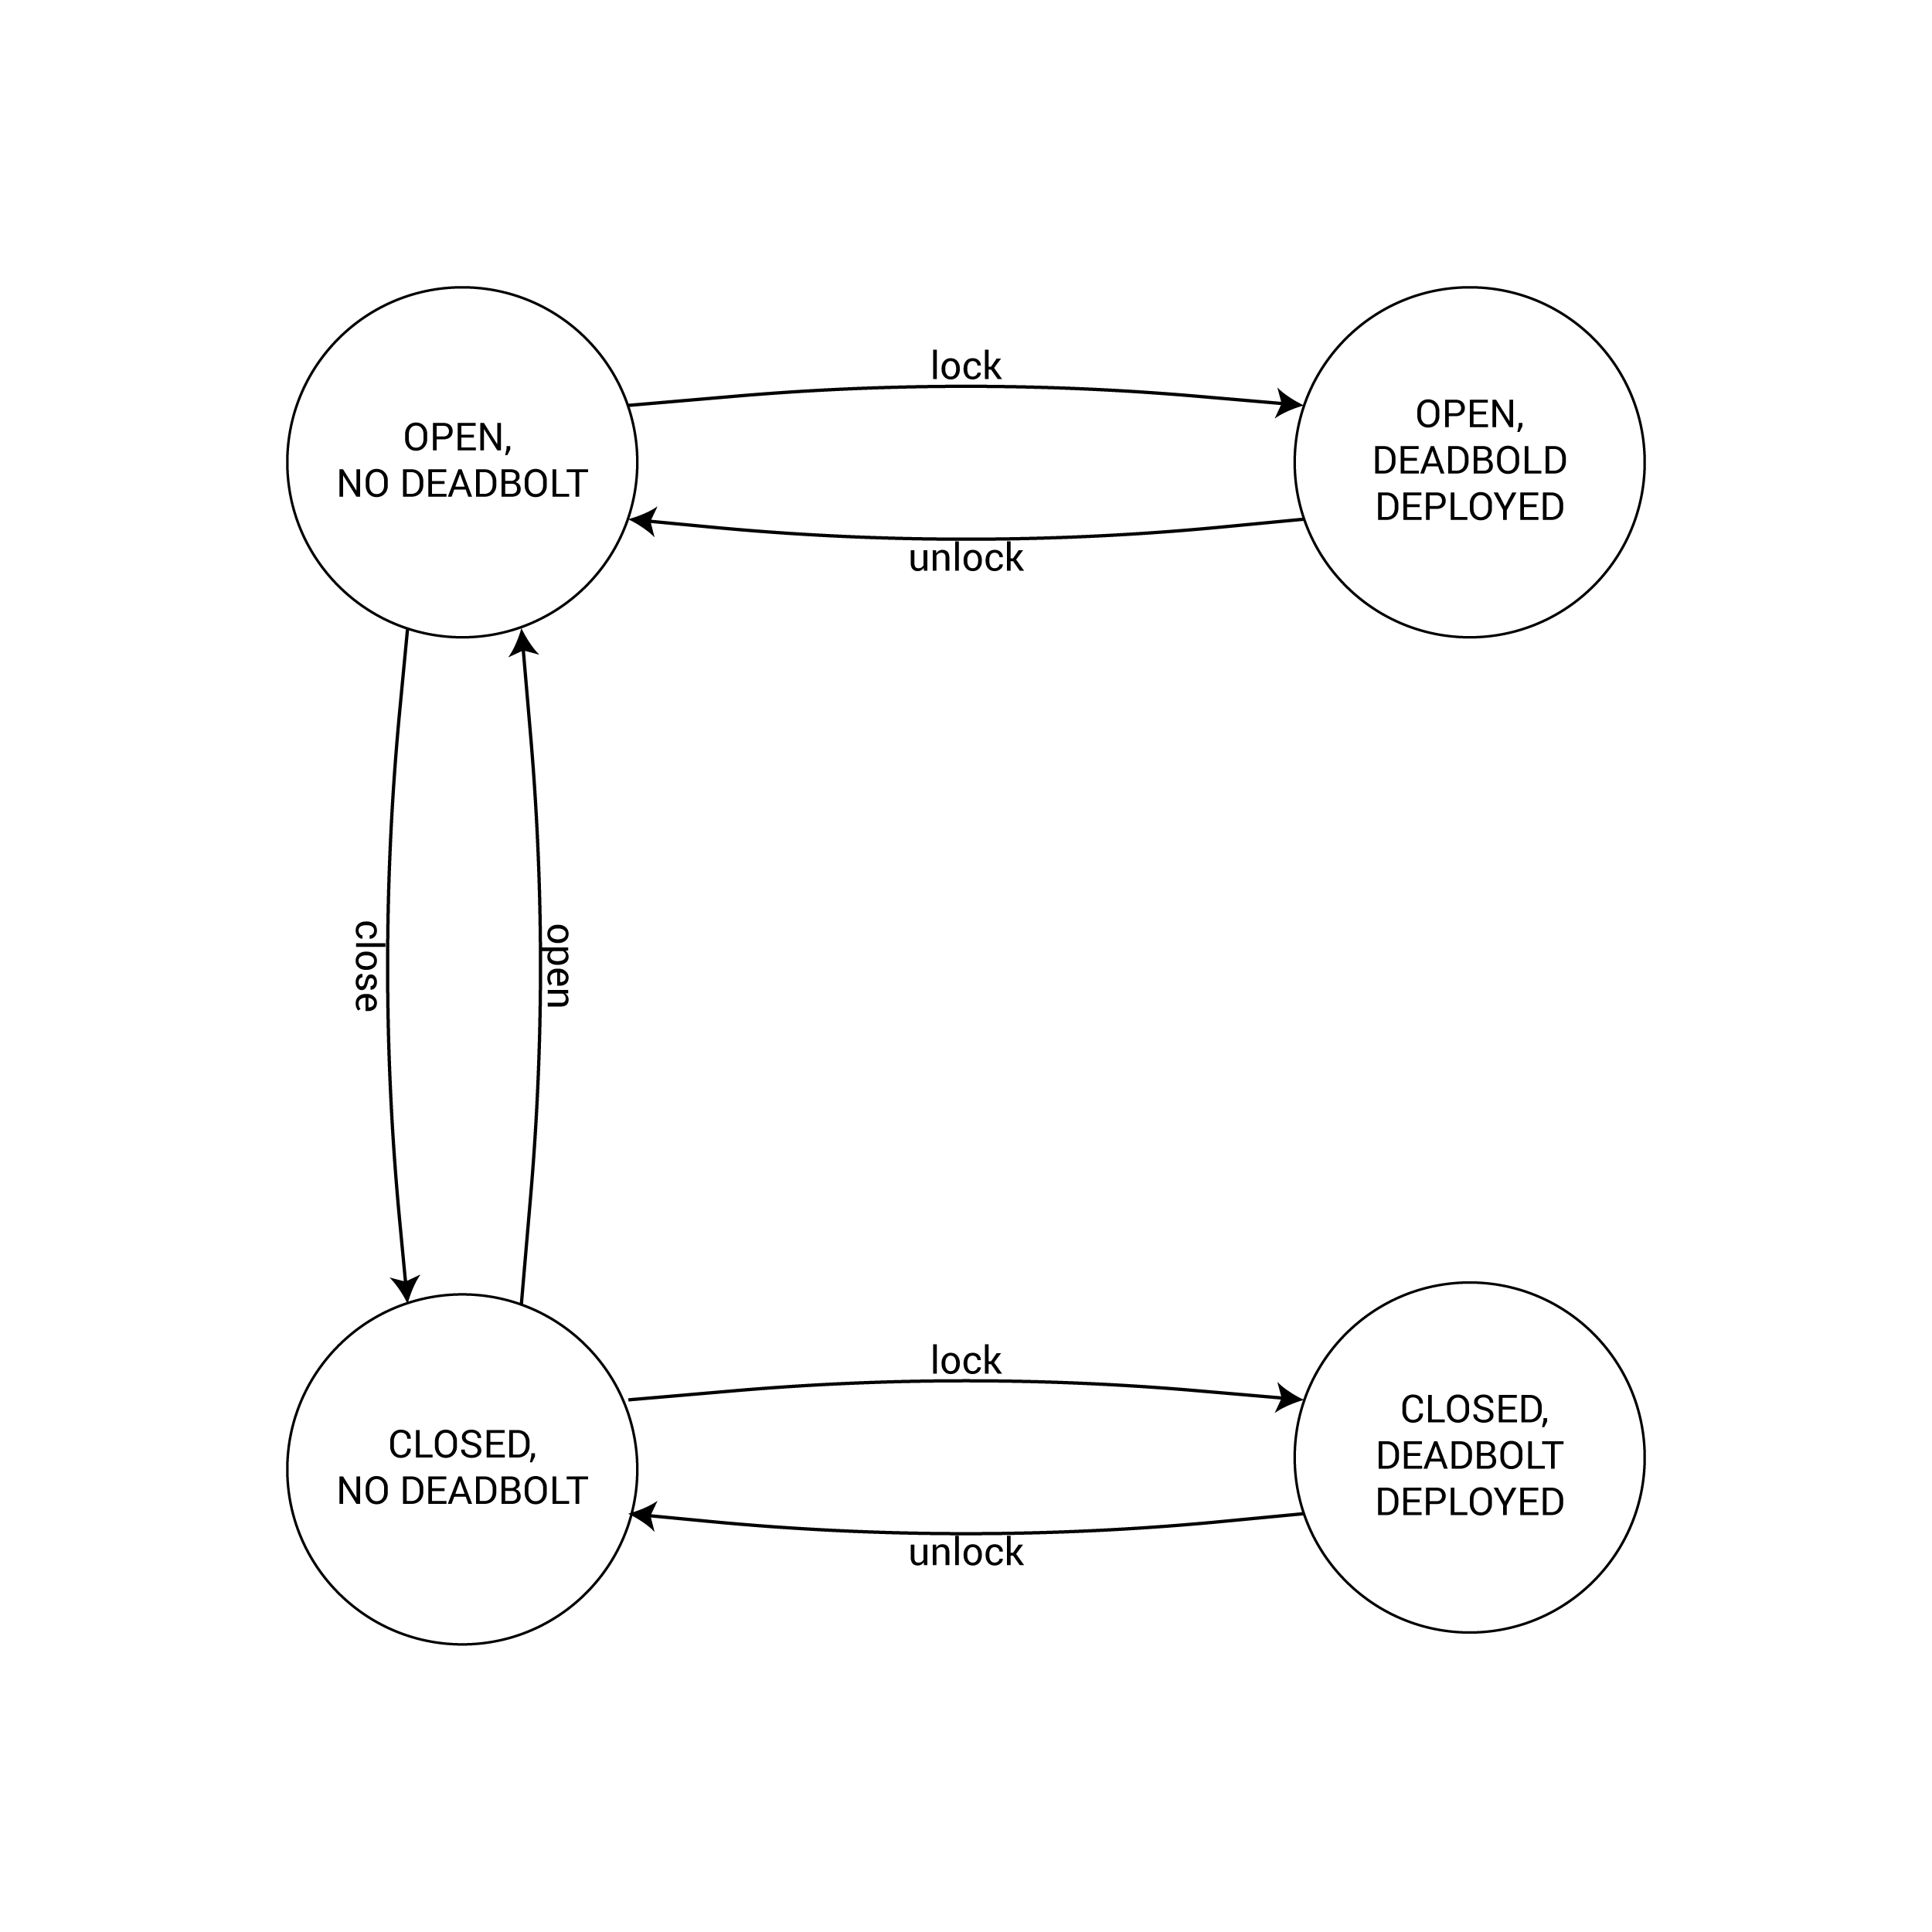 lock
OPEN,
NO DEADBOLT
OPEN,
DEADBOLD
DEPLOYED
unlock
close
open
lock
CLOSED,
NO DEADBOLT
CLOSED,
DEADBOLT
DEPLOYED
unlock